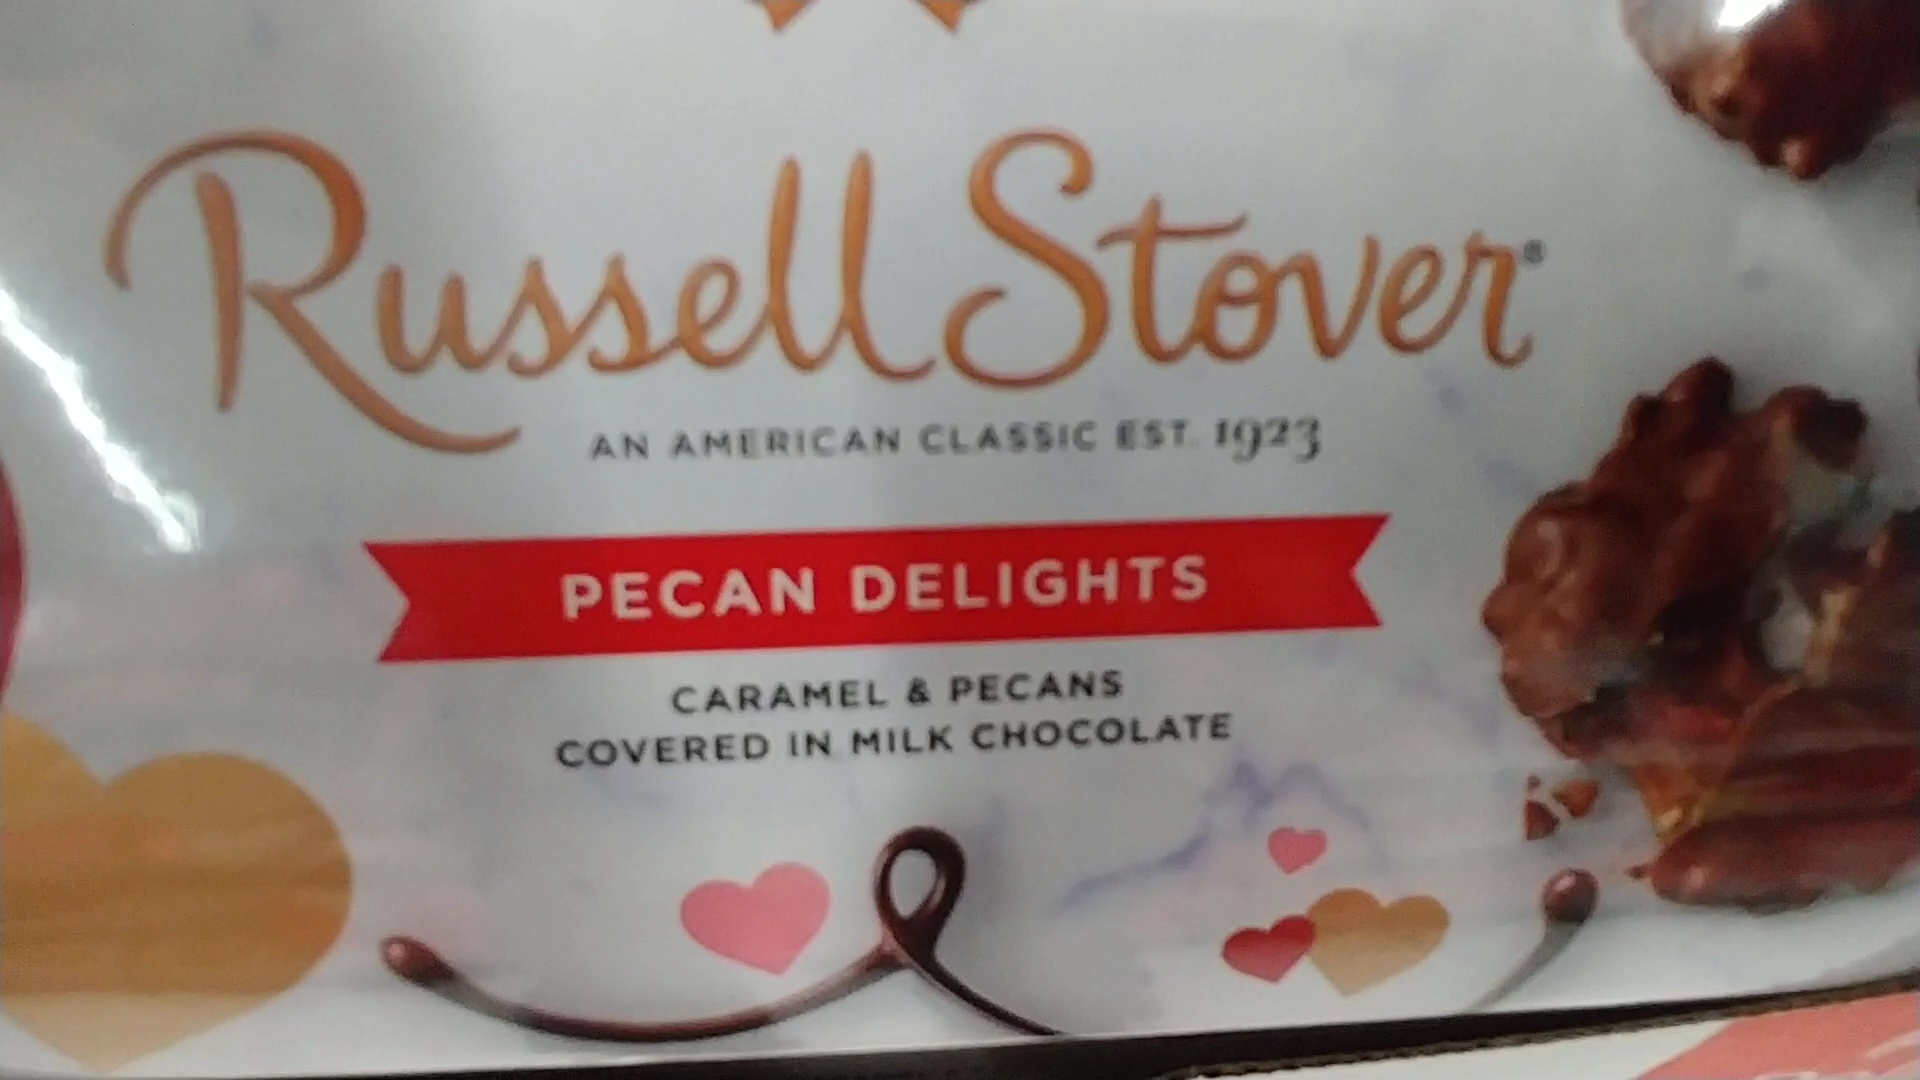 Russell Stover®
AN AMERICAN CLASSIC EST. 1923
PECAN DELIGHTS
CARAMEL & PECANS
COVERED IN MILK CHOCOLATE